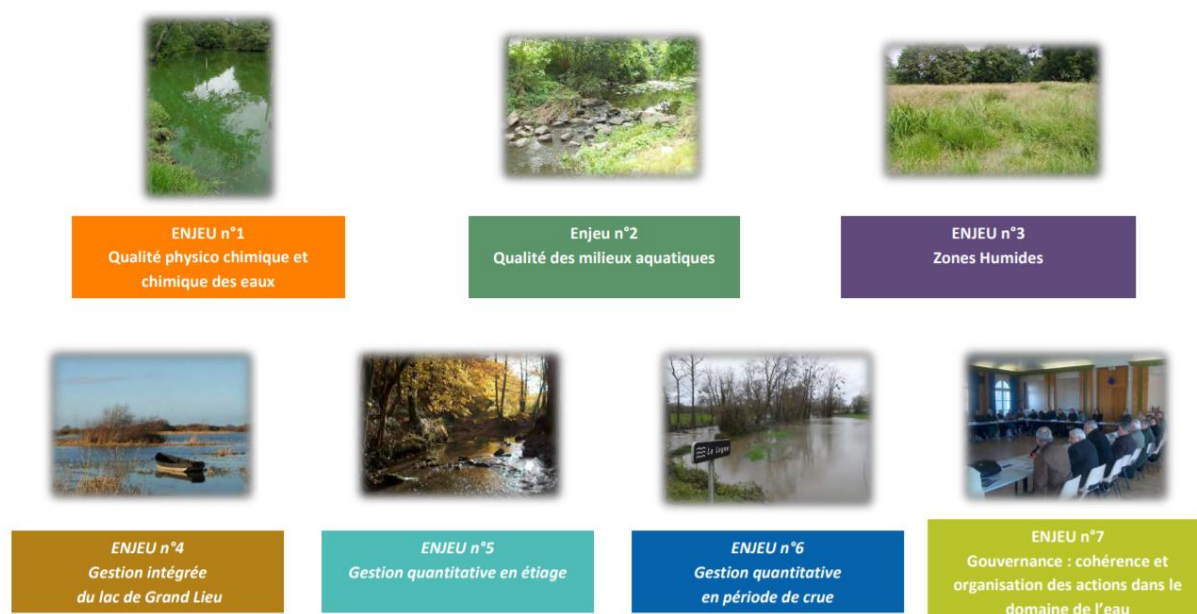 ENJEU n°1
Qualité physico chimique et
chimique des eaux
Enjeu n°2
Qualité des milieux aquatiques
ENJEU n°3
Zones Humides
La Logne
ENJEU n°4
Gestion intégrée
du lac de Grand Lieu
ENJEU n°5
Gestion quantitative en étiage
ENJEU n°6
Gestion quantitative
en période de crue
ENJEU n°7
Gouvernance : cohérence et
organisation des actions dans le
domaine de l’eau